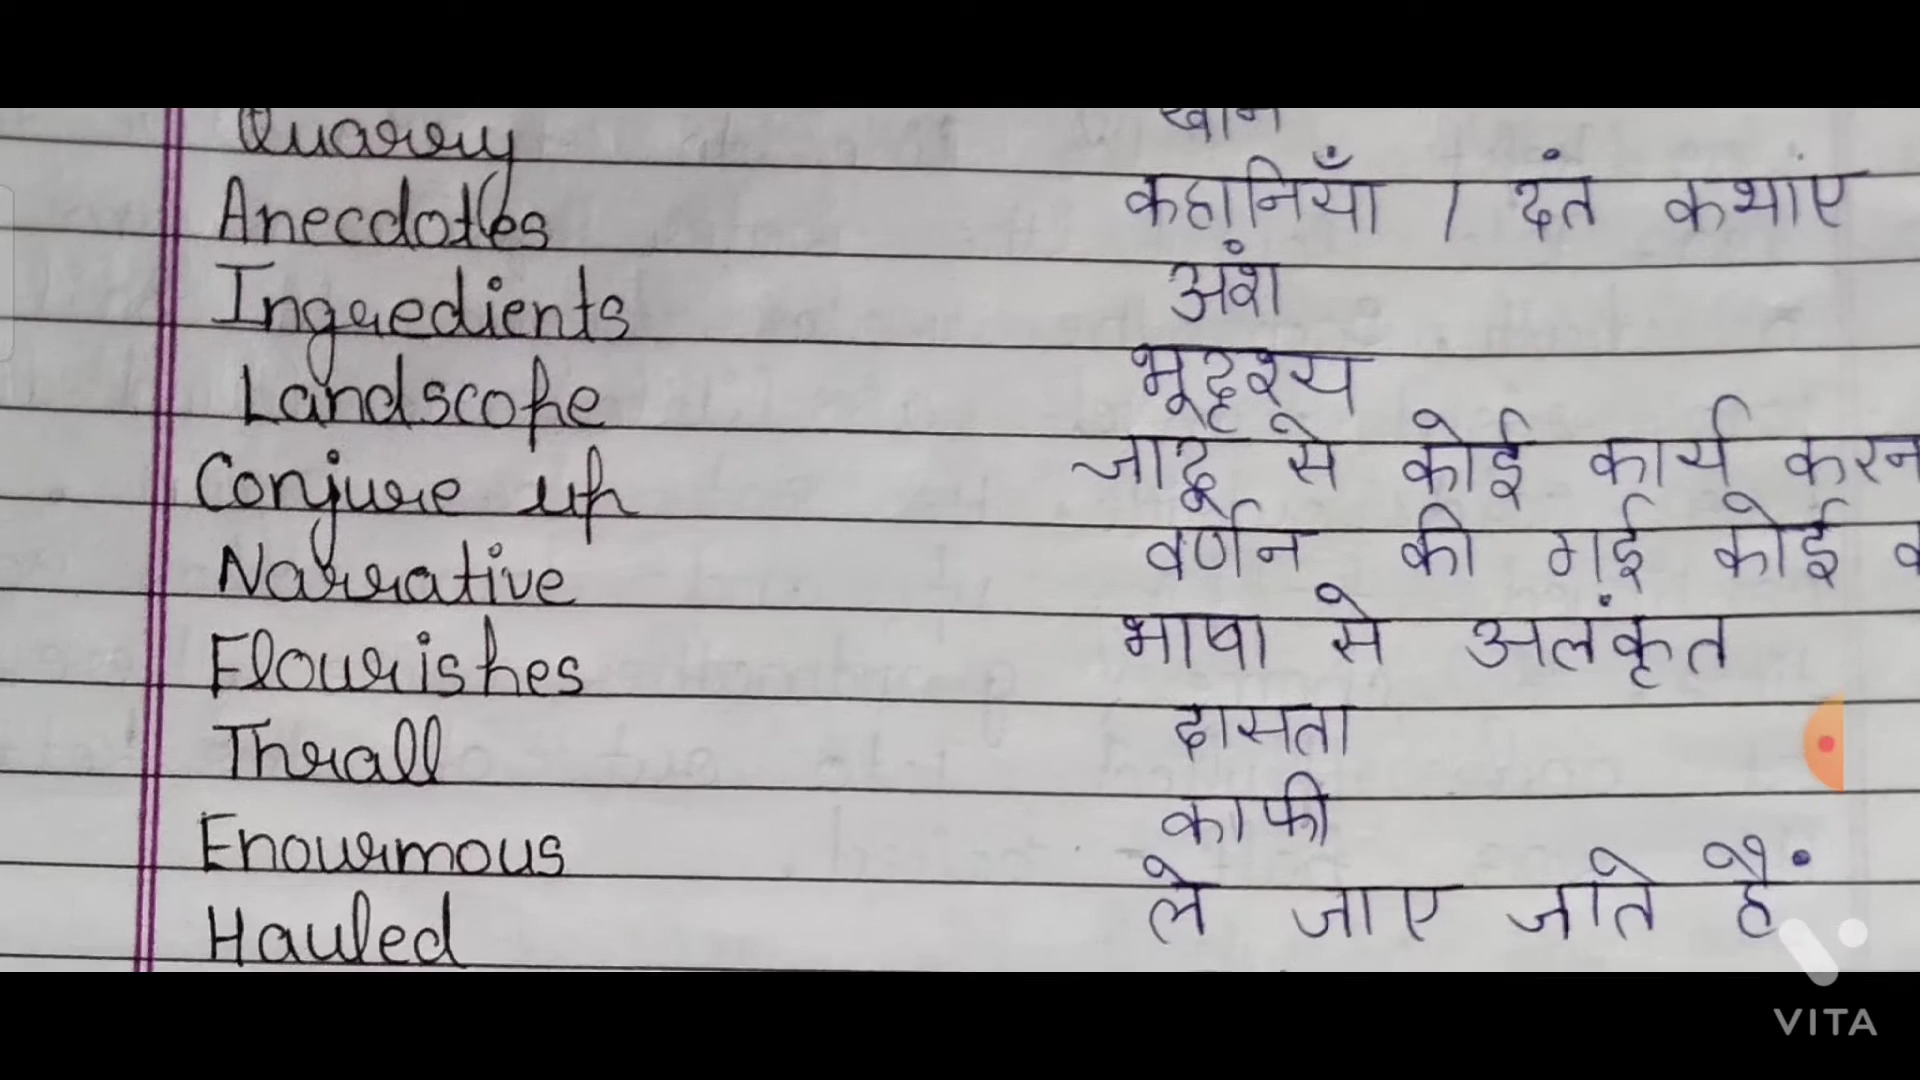 Quarry खान
Anecdotes कहानियाँ / दंत कथाएं
Ingredients अंश
Landscope भूदृश्य
Conjure up जादू से कोई कार्य करन
Narrative वर्णन की गई कोई
Flourishes भाषा से अलंकृत
Thrall दासता
Enourmous काफी
Hauled ले जाए जाते है.
VITA